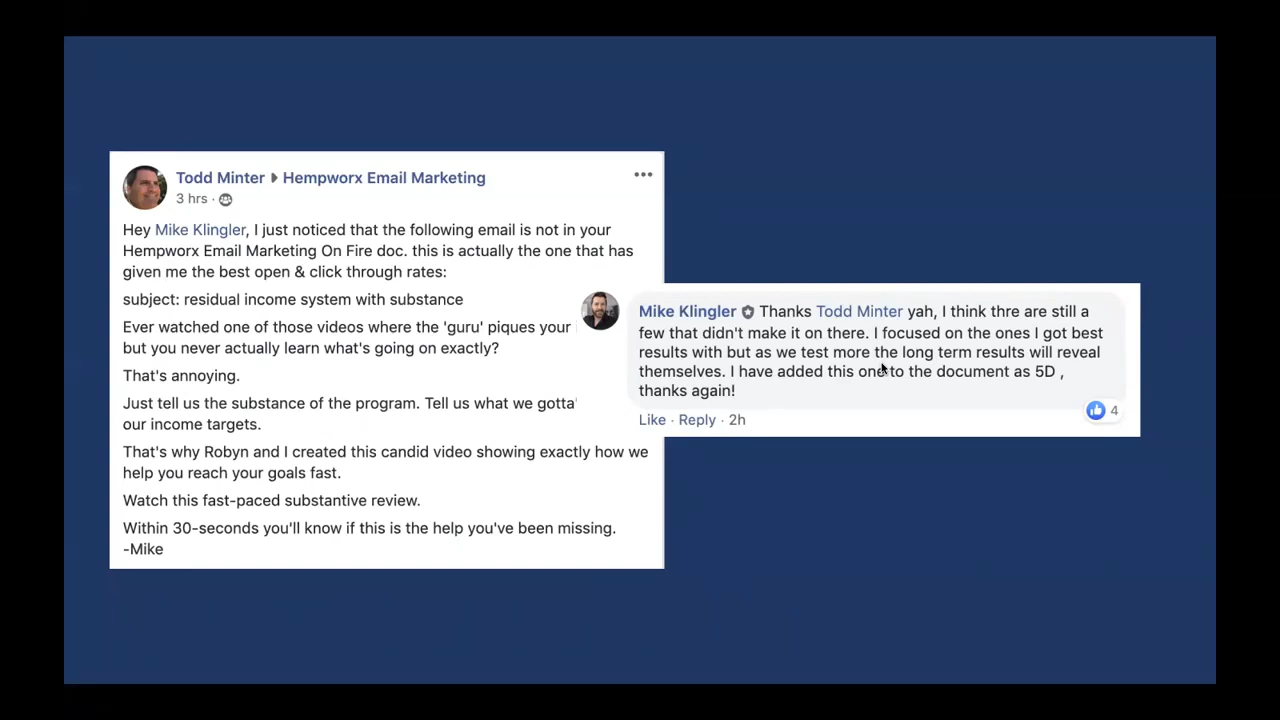 Todd Minter ▸ Hempworx Email Marketing
3 hrs ·
Hey Mike Klingler, I just noticed that the following email is not in your
Hempworx Email Marketing On Fire doc. this is actually the one that has
given me the best open & click through rates:
subject: residual income system with substance
Ever watched one of those videos where the 'guru' piques your
but you never actually learn what's going on exactly?
That's annoying.
Just tell us the substance of the program. Tell us what we gotta'
our income targets.
That's why Robyn and I created this candid video showing exactly how we
help you reach your goals fast.
Watch this fast-paced substantive review.
Within 30-seconds you'll know if this is the help you've been missing.
-Mike
Mike Klingler Thanks Todd Minter yah, I think thre are still a
few that didn't make it on there. I focused on the ones I got best
results with but as we test more the long term results will reveal
themselves. I have added this one to the document as 5D ,
thanks again!
Like · Reply · 2h
4